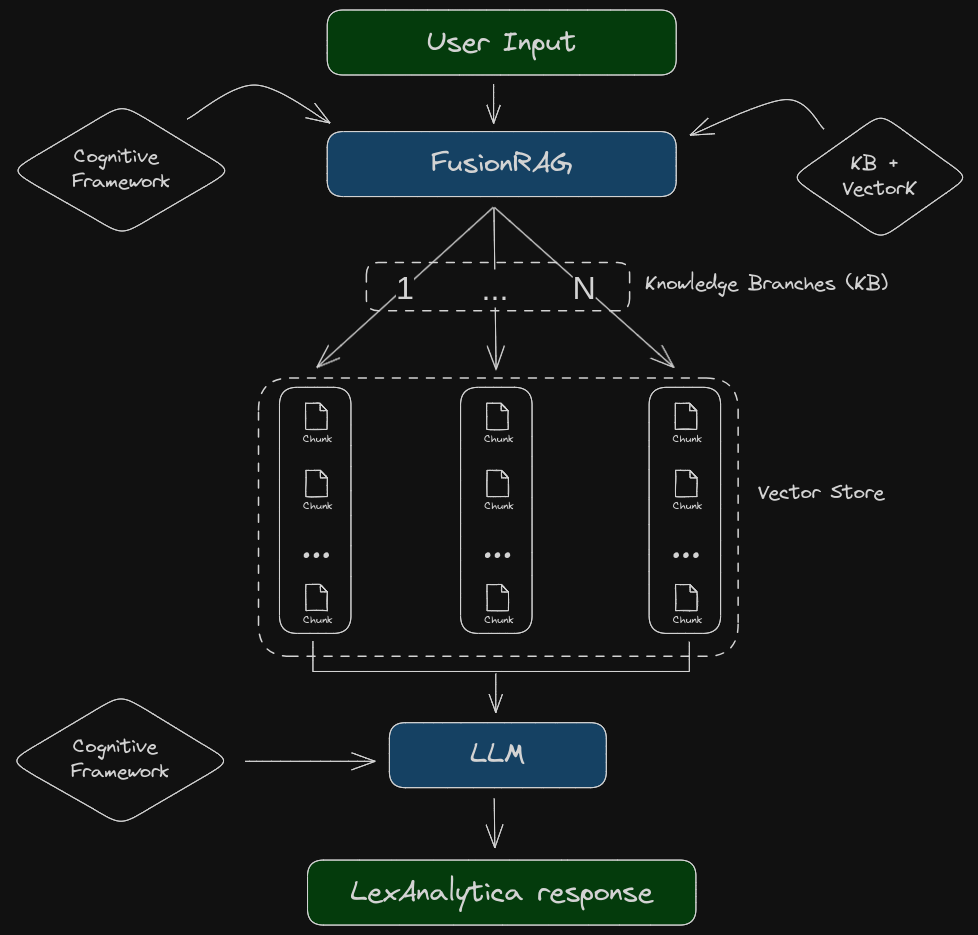 User Input
Cognitive
Framework
FusionRAG
KB +
VectorK
1 ... N
Knowledge Branches (KB)
Chunk
Chunk
Chunk
Chunk
Chunk
Chunk
Vector Store
...
...
...
Chunk
Chunk
Chunk
Cognitive
Framework
LLM
LexAnalytica response